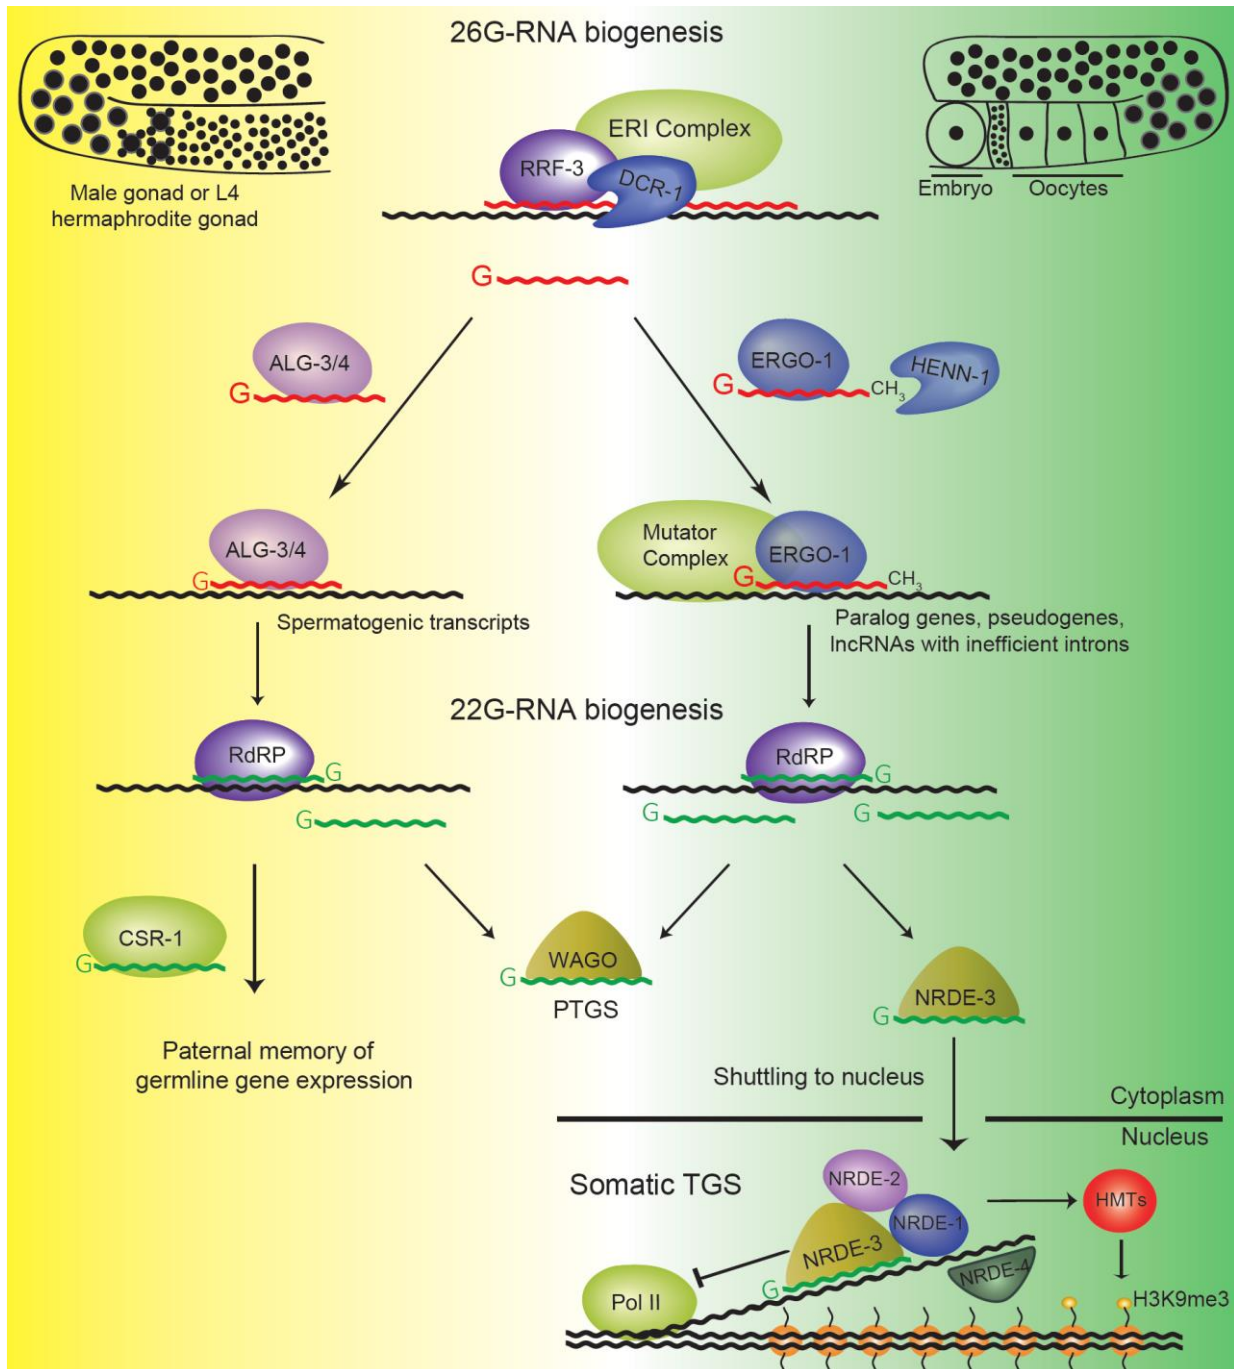 26G-RNA biogenesis
ERI Complex
RRF-3
DCR-1
Male gonad or L4
hermaphrodite gonad
Embryo
Oocytes
G
ALG-3/4
G
ERGO-1
G
CH3
HENN-1
ALG-3/4
G
Spermatogenic transcripts
Mutator
Complex
ERGO-1
G
CH3
Paralog genes, pseudogenes,
lncRNAs with inefficient introns
22G-RNA biogenesis
RdRP
G
G
RdRP
G
G
G
CSR-1
G
WAGO
G
PTGS
NRDE-3
G
Paternal memory of
germline gene expression
Shuttling to nucleus
Cytoplasm
Nucleus
Somatic TGS
NRDE-2
NRDE-1
HMTs
NRDE-3
G
NRDE-4
Pol II
H3K9me3